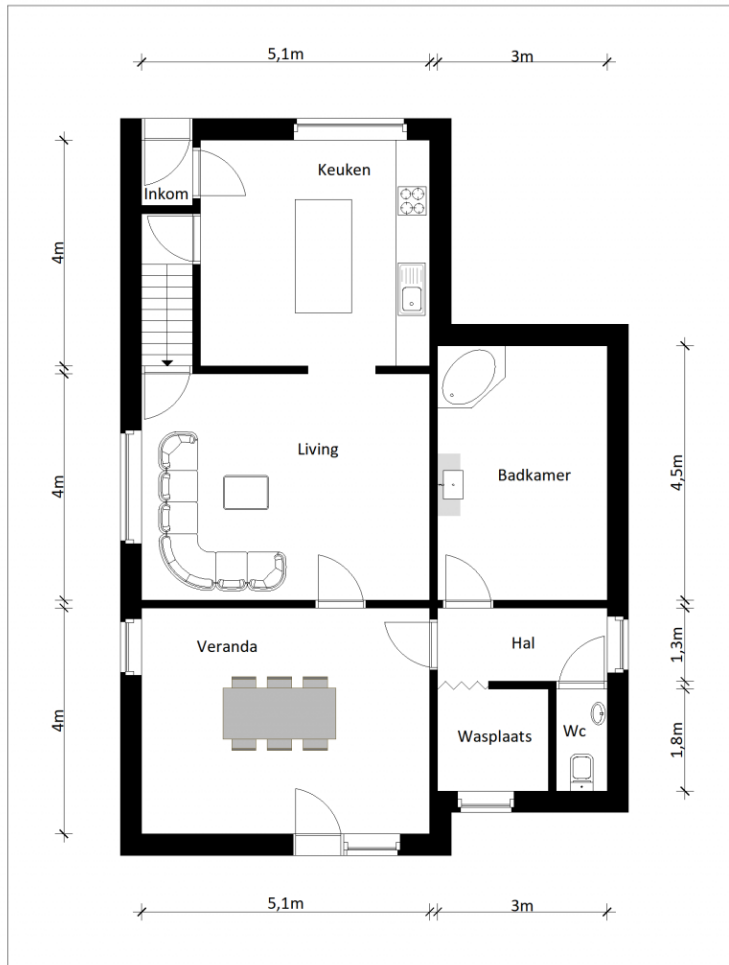 5,1m
3m
Keuken
Inkom
4m
Living
4m
Badkamer
4,5m
Veranda
Hal
1,3m
4m
Wasplaats
Wc
1,8m
5,1m
3m